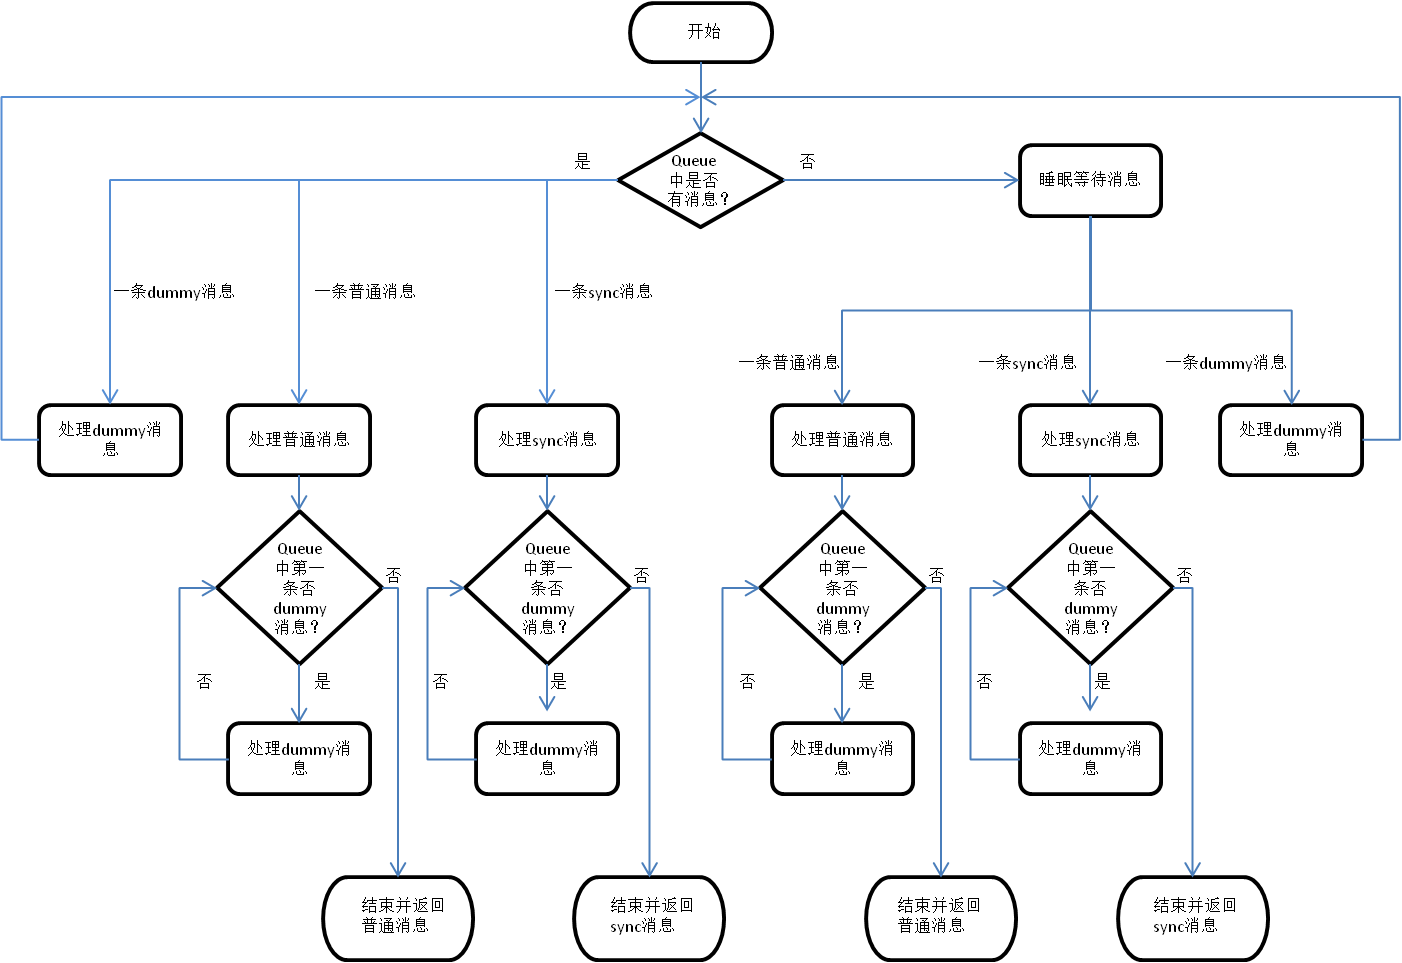 开始
是
Queue
中是否
有消息？
否
睡眠等待消息
一条dummy消息
一条普通消息
一条sync消息
一条普通消息
一条sync消息
一条dummy消息
处理dummy消
息
处理普通消息
处理sync消息
处理普通消息
处理sync消息
处理dummy消
息
Queue
中第一
条否
dummy
消息？
否
Queue
中第一
条否
dummy
消息？
否
Queue
中第一
条否
dummy
消息？
否
Queue
中第一
条否
dummy
消息？
否
否
是
否
是
否
是
否
是
处理dummy消
息
处理dummy消
息
处理dummy消
息
处理dummy消
息
结束并返回
普通消息
结束并返回
sync消息
结束并返回
普通消息
结束并返回
sync消息